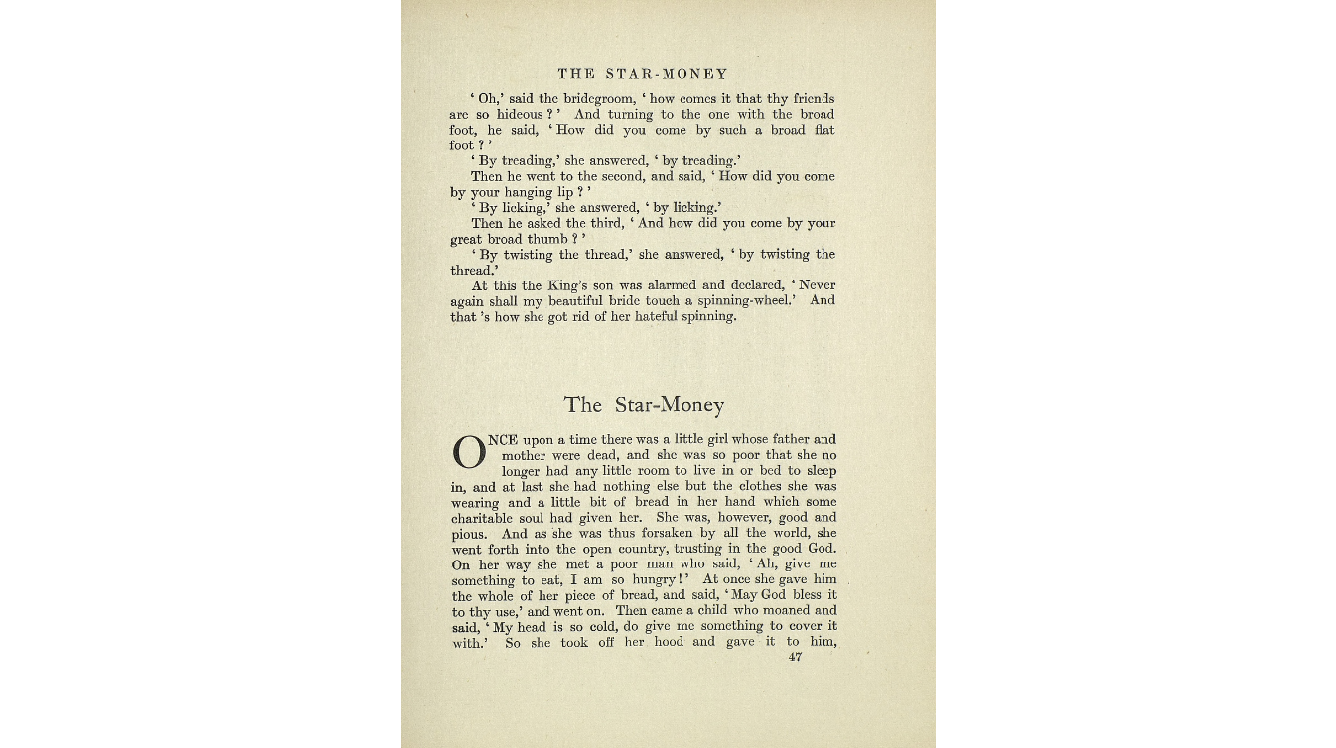 THE STAR-MONEY
‘ Oh,’ said the bridegroom, ‘ how comes it that thy friends
are so hideous ? ’ And turning to the one with the broad
foot, he said, ‘ How did you come by such a broad flat
foot ? ’
‘ By treading,’ she answered, ‘ by treading.’
Then he went to the second, and said, ‘ How did you come
by your hanging lip ? ’
‘ By licking,’ she answered, ‘ by licking.’
Then he asked the third, ‘ And how did you come by your
great broad thumb ? ’
‘ By twisting the thread,’ she answered, ‘ by twisting the
thread.’
At this the King’s son was alarmed and declared, ‘ Never
again shall my beautiful bride touch a spinning-wheel.’ And
that ’s how she got rid of her hateful spinning.
The Star-Money
ONCE upon a time there was a little girl whose father and
mother were dead, and she was so poor that she no
longer had any little room to live in or bed to sleep
in, and at last she had nothing else but the clothes she was
wearing and a little bit of bread in her hand which some
charitable soul had given her. She was, however, good and
pious. And as she was thus forsaken by all the world, she
went forth into the open country, trusting in the good God.
On her way she met a poor man who said, ‘ Ah, give me
something to eat, I am so hungry ! ’ At once she gave him
the whole of her piece of bread, and said, ‘ May God bless it
to thy use,’ and went on. Then came a child who moaned and
said, ‘ My head is so cold, do give me something to cover it
with.’ So she took off her hood and gave it to him,
47